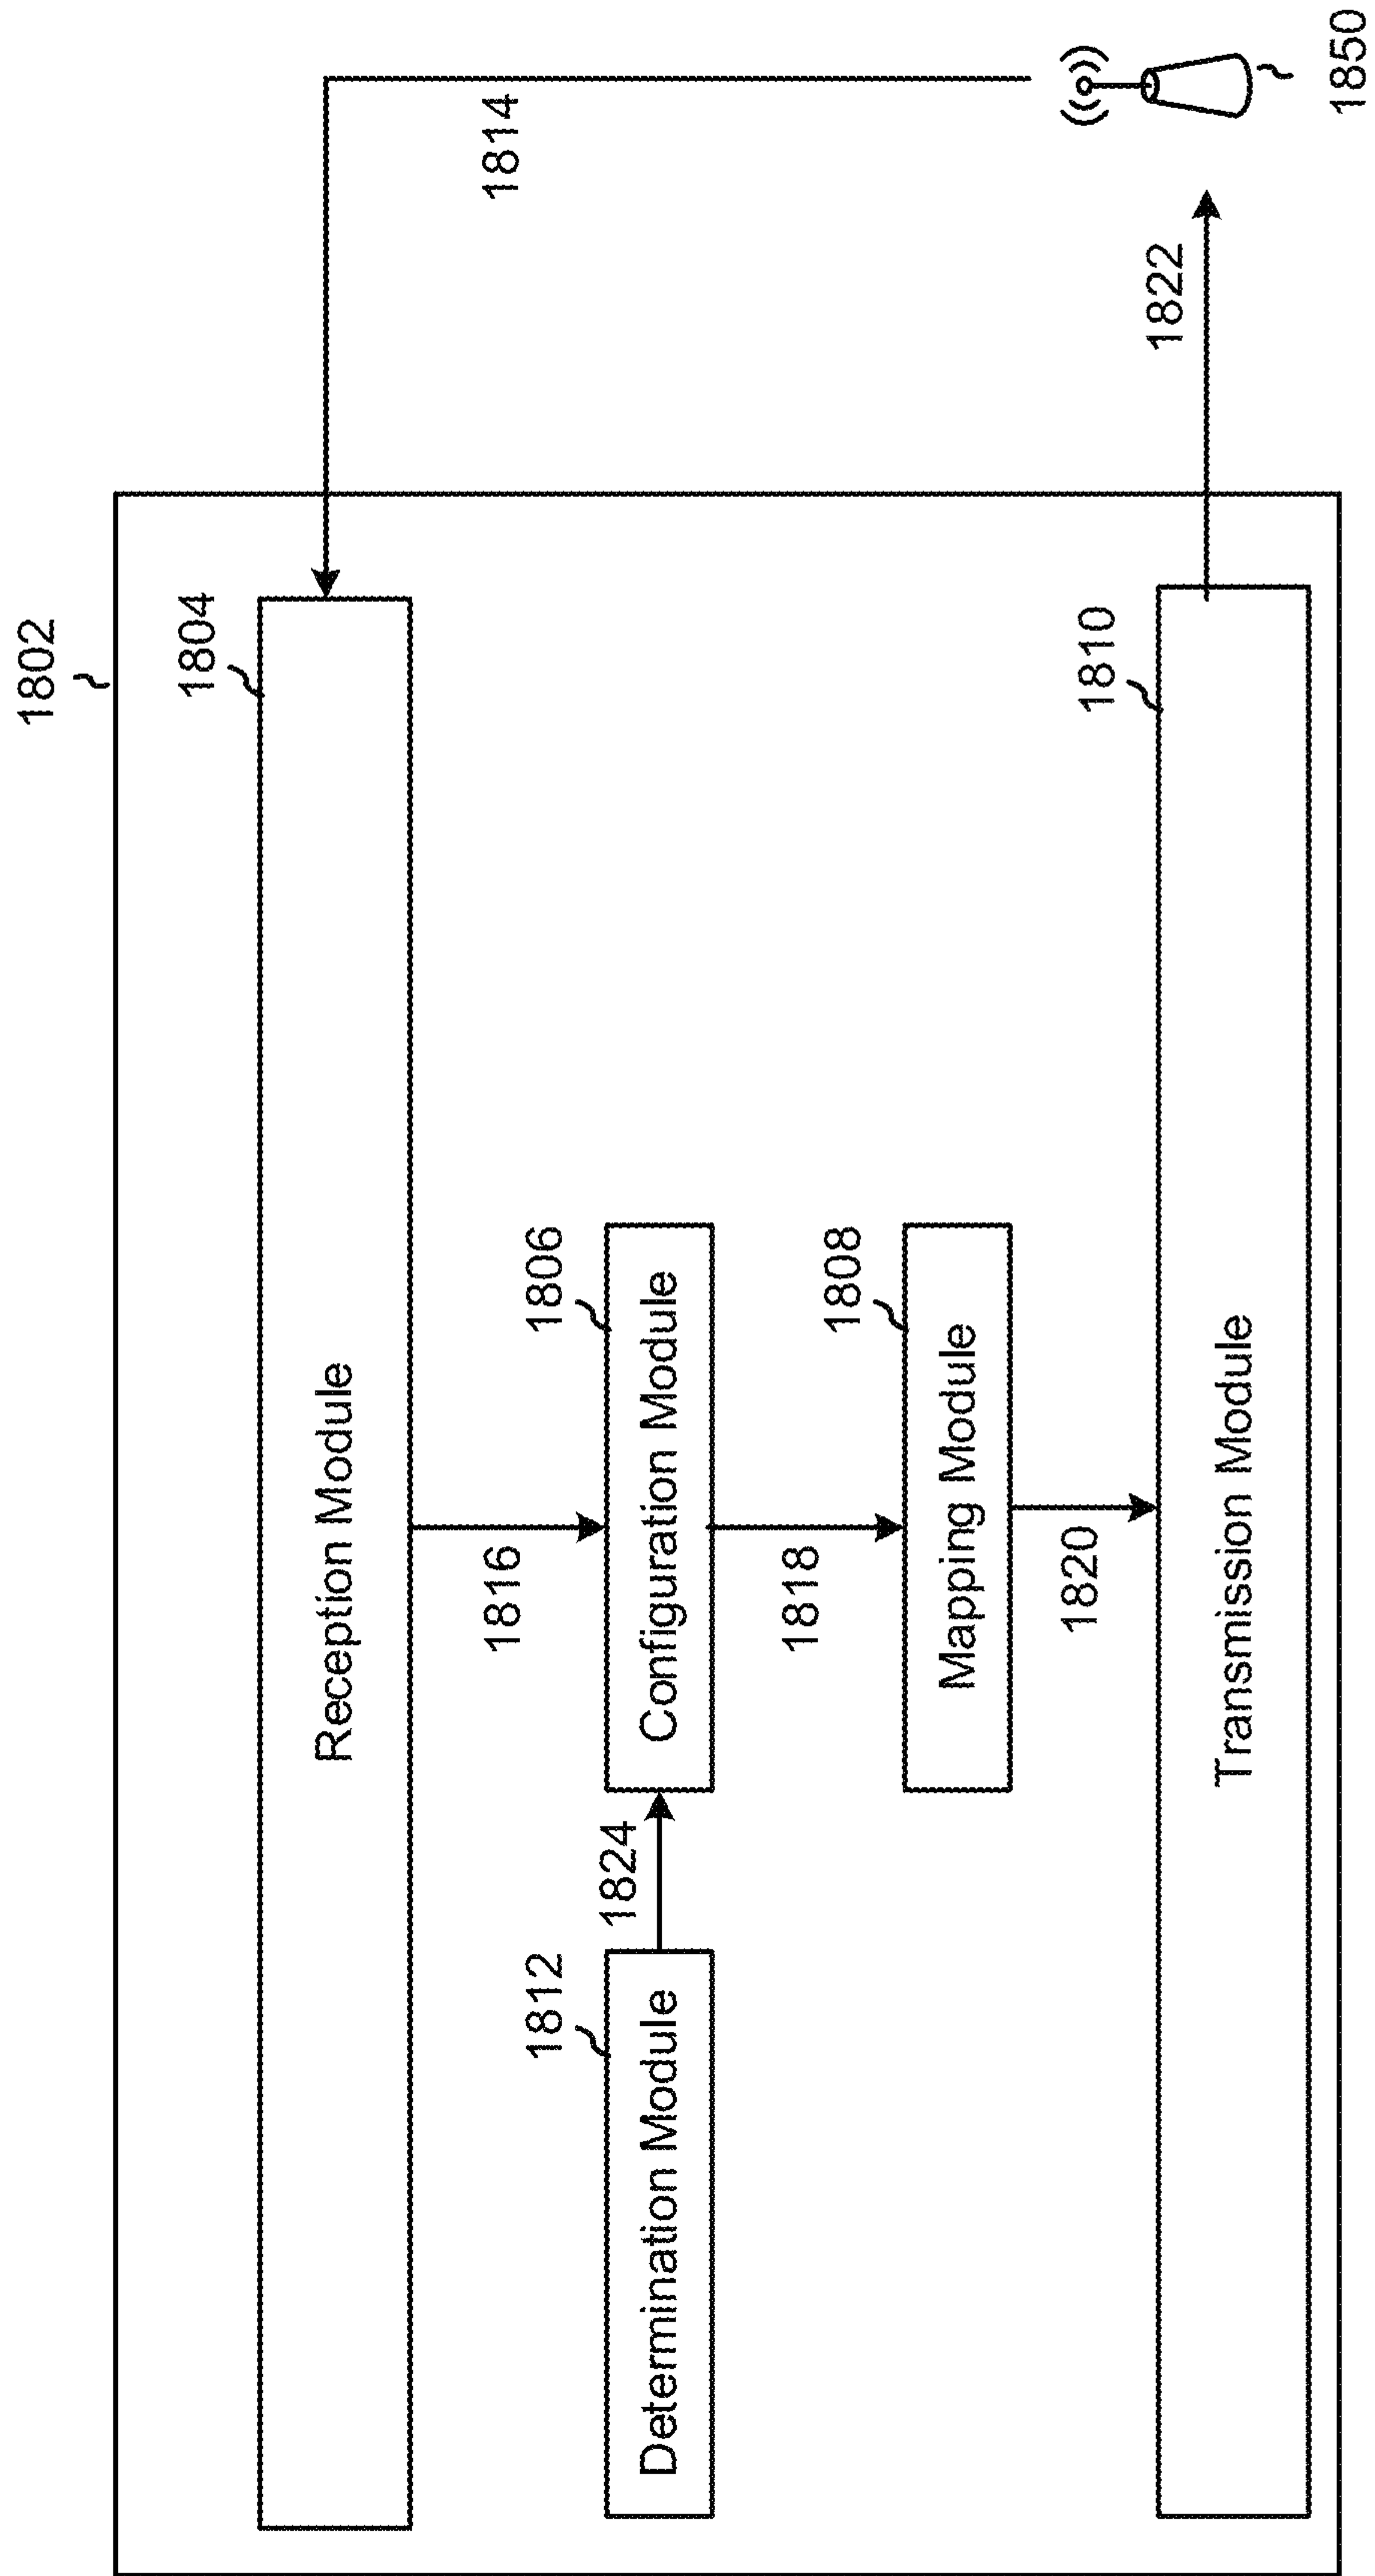 1802
1804
Reception Module
1814
1816
1812
Determination Module
1824
1806
Configuration Module
1818
1808
Mapping Module
1820
1810
Transmission Module
1822
1850